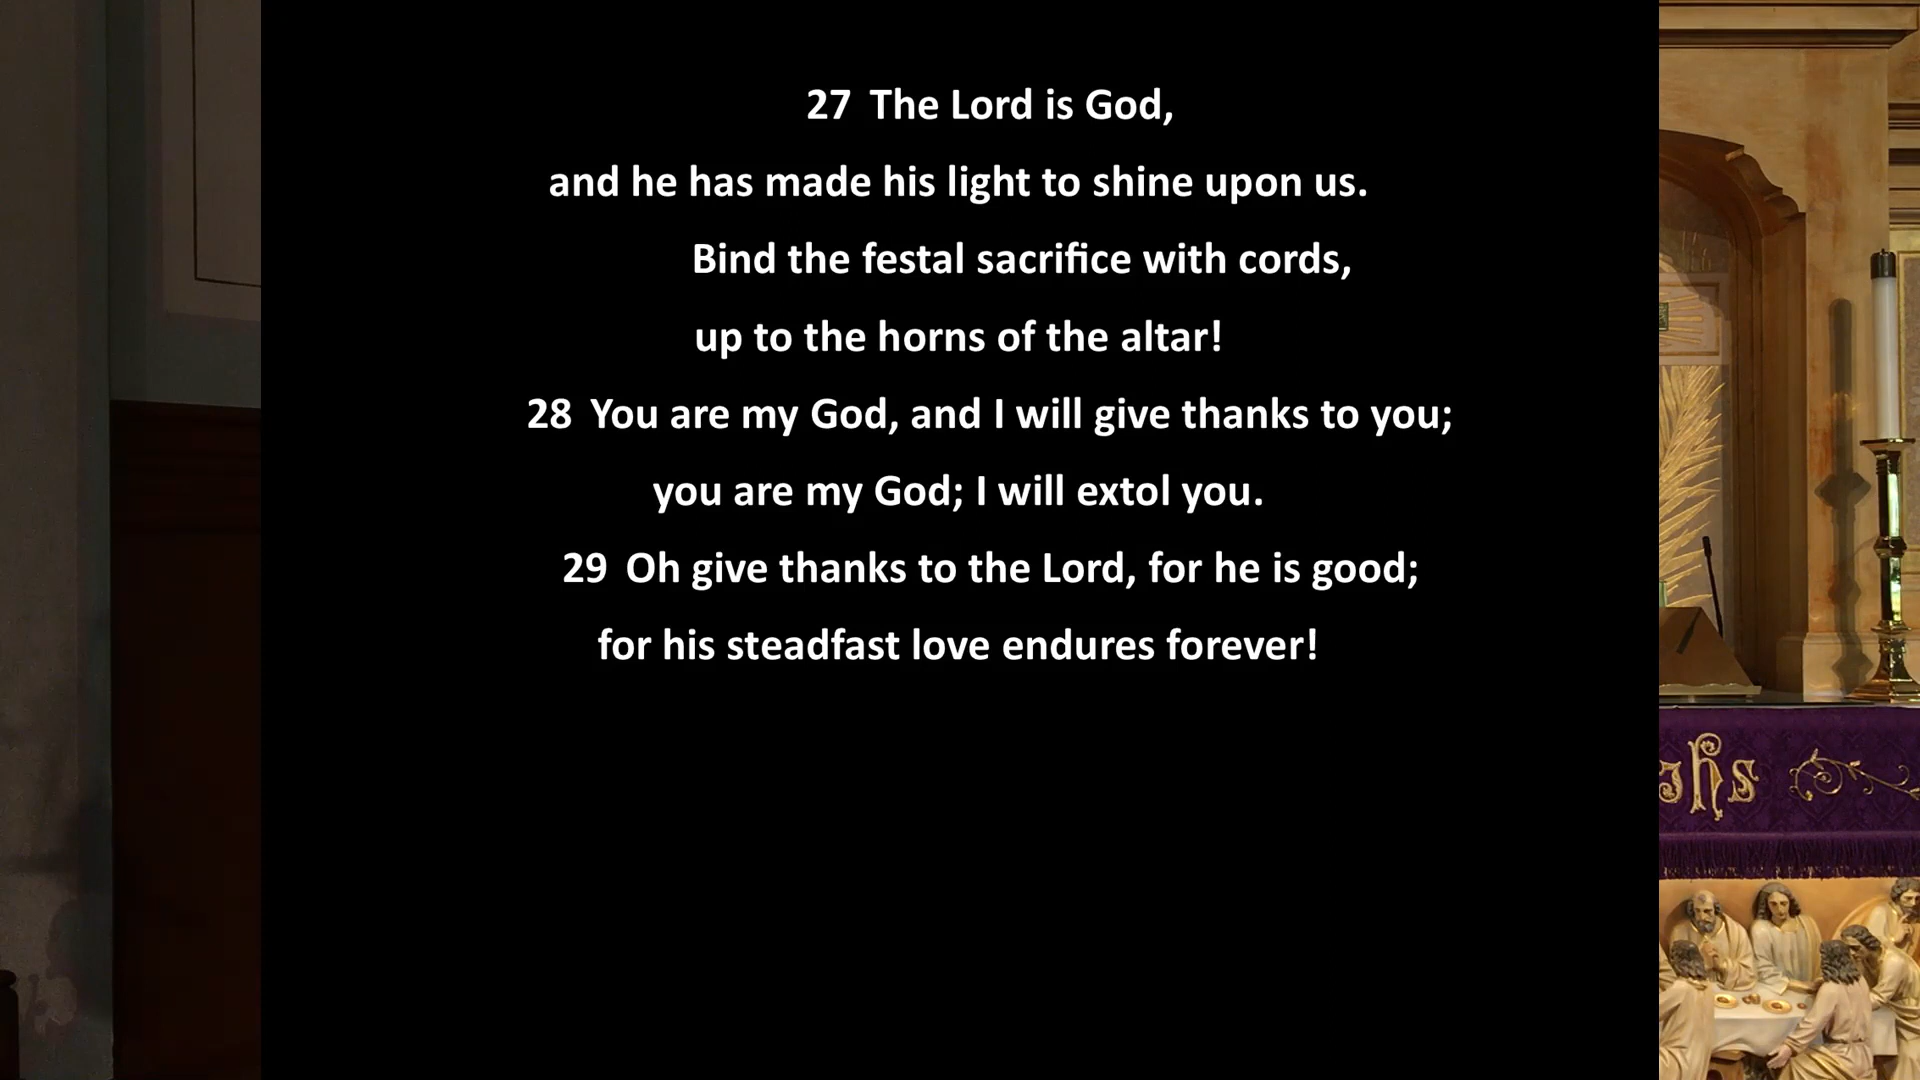 27 The Lord is God,
and he has made his light to shine upon us.
Bind the festal sacrifice with cords,
up to the horns of the altar!
28 You are my God, and I will give thanks to you;
you are my God; I will extol you.
29 Oh give thanks to the Lord, for he is good;
for his steadfast love endures forever!
ihs